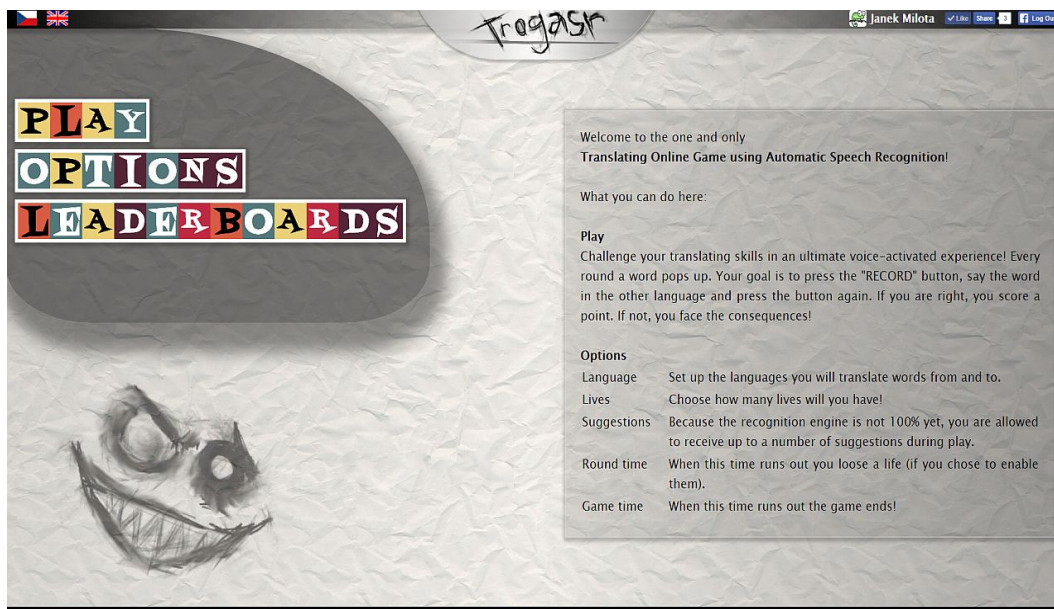 Trogasr
Janek Milota
Like
Share
3
Log Ou
PLAY
OPTIONS
LEADERBOARDS
Welcome to the one and only
Translating Online Game using Automatic Speech Recognition!
What you can do here:
Play
Challenge your translating skills in an ultimate voice-activated experience! Every
round a word pops up. Your goal is to press the "RECORD" button, say the word
in the other language and press the button again. If you are right, you score a
point. If not, you face the consequences!
Options
Language Set up the languages you will translate words from and to.
Lives Choose how many lives will you have!
Suggestions Because the recognition engine is not 100% yet, you are allowed
to receive up to a number of suggestions during play.
Round time When this time runs out you loose a life (if you chose to enable
them).
Game time When this time runs out the game ends!